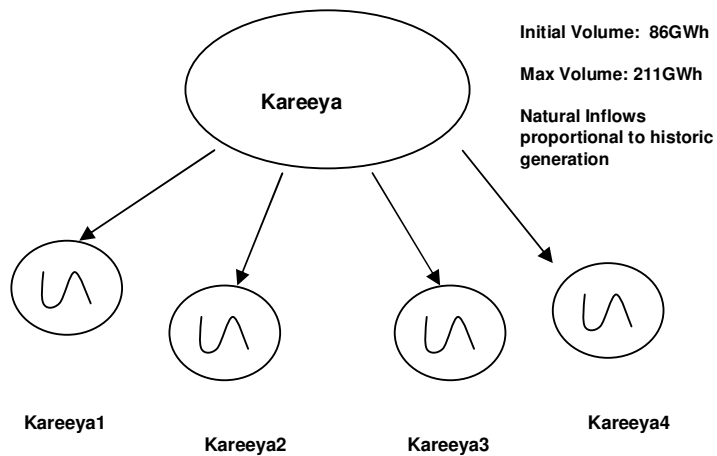 Initial Volume: 86GWh
Max Volume: 211GWh
Kareeya
Natural Inflows
proportional to historic
generation
Kareeya1
Kareeya2
Kareeya3
Kareeya4